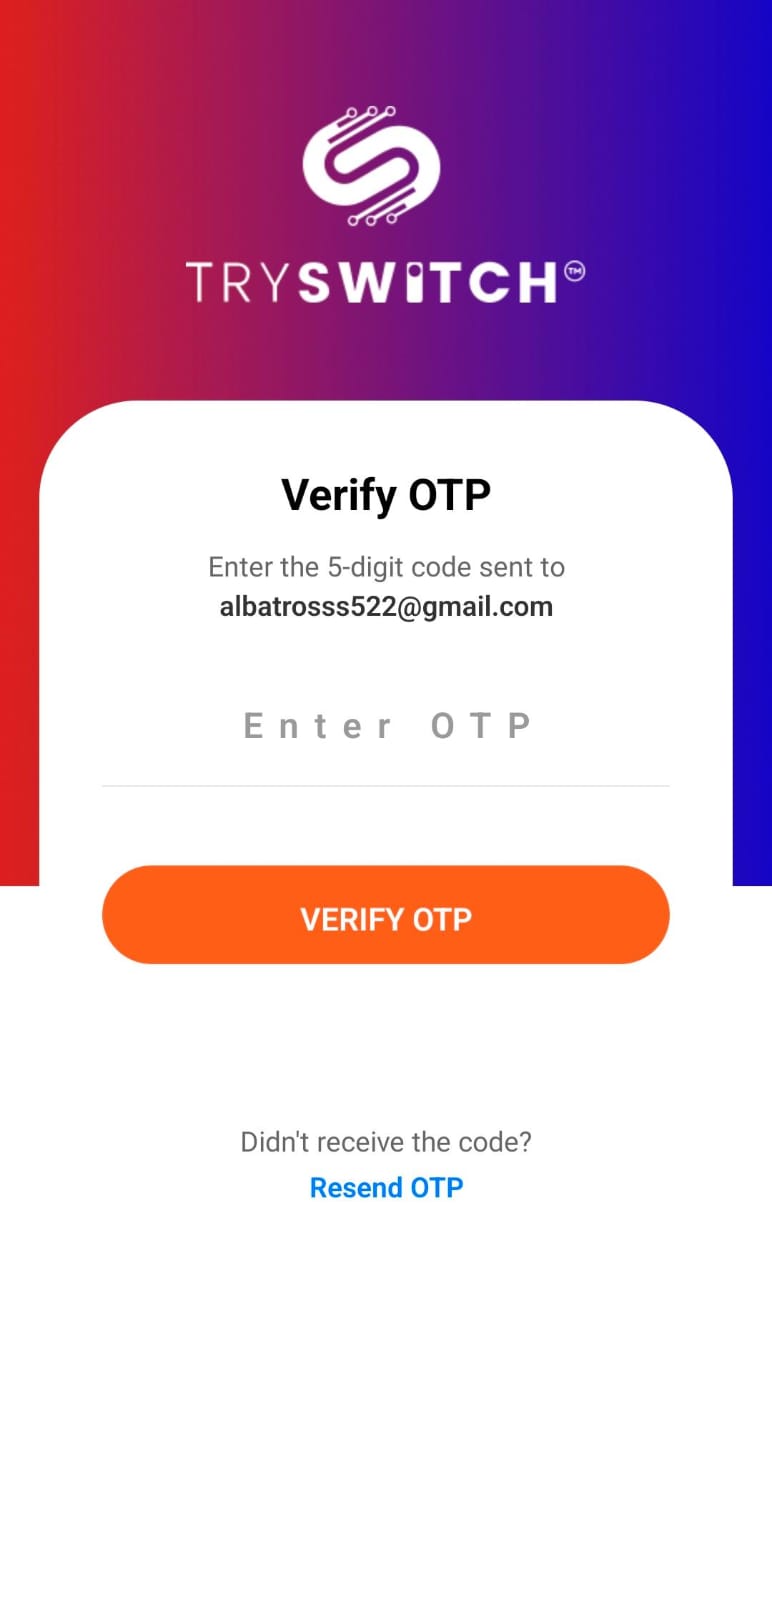 TRYSWiTCH™
Verify OTP
Enter the 5-digit code sent to
albatrosss522@gmail.com
Enter OTP
VERIFY OTP
Didn't receive the code?
Resend OTP